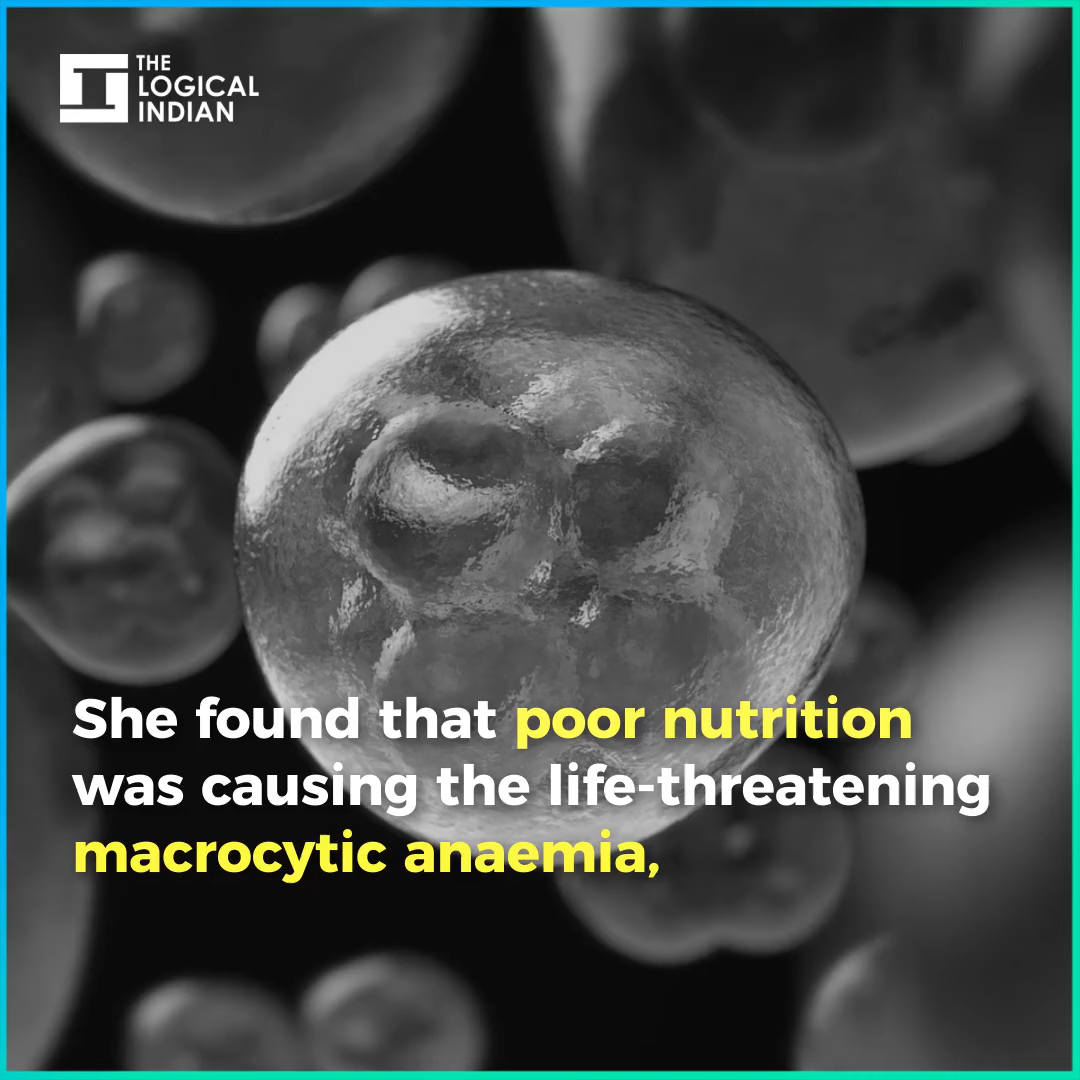 THE
LOGICAL
INDIAN
She found that poor nutrition
was causing the life-threatening
macrocytic anaemia,